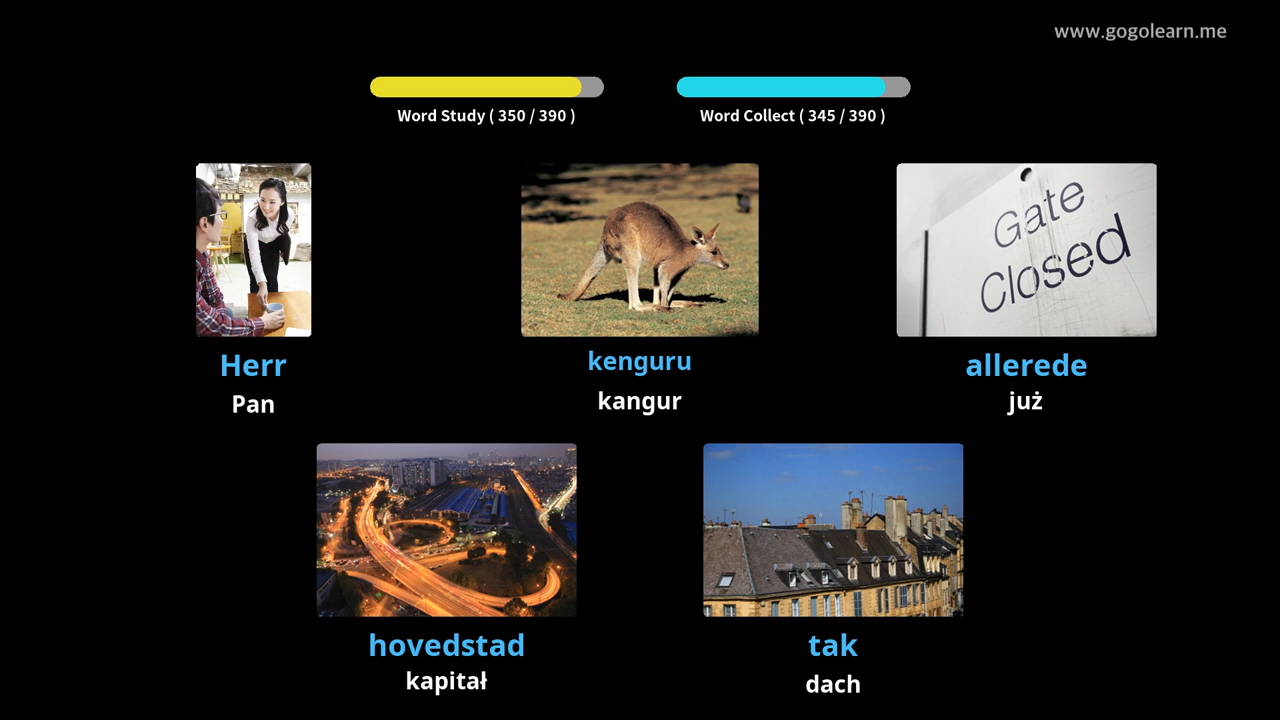 www.gogolearn.me
Word Study ( 350 / 390 )
Word Collect ( 345 / 390 )
Gate
Closed
Herr
Pan
kenguru
kangur
allerede
już
hovedstad
kapitał
tak
dach